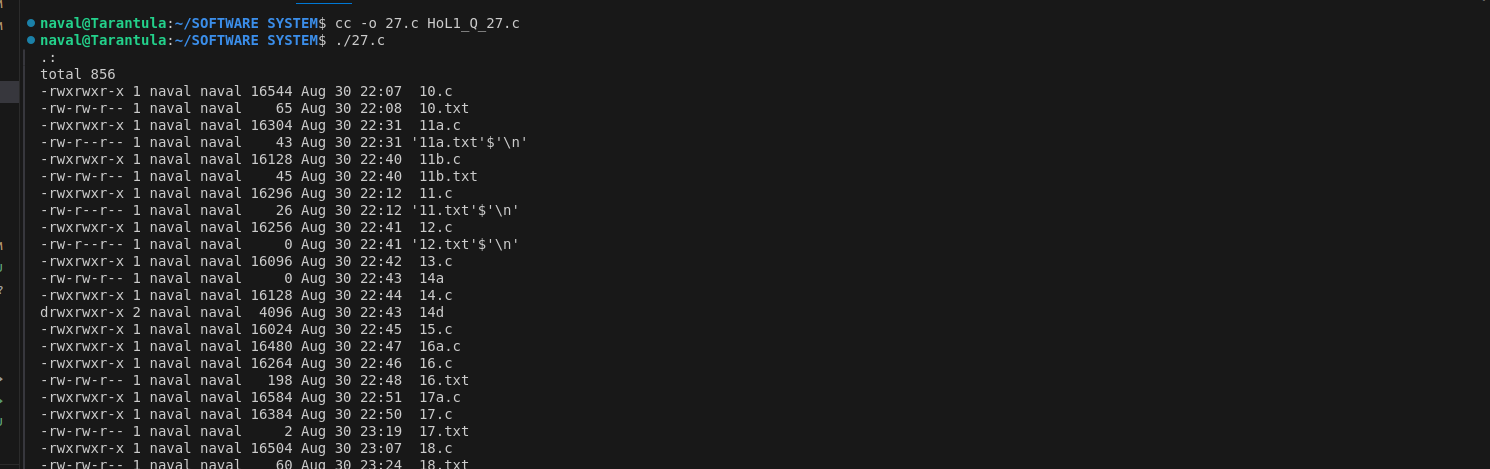 naval@Tarantula:~/SOFTWARE SYSTEM$ cc -o 27.c HoL1_Q_27.c
naval@Tarantula:~/SOFTWARE SYSTEM$ ./27.c
.:
total 856
-rwxrwxr-x 1 naval naval 16544 Aug 30 22:07  10.c
-rw-rw-r-- 1 naval naval    65 Aug 30 22:08  10.txt
-rwxrwxr-x 1 naval naval 16304 Aug 30 22:31  11a.c
-rw-r--r-- 1 naval naval    43 Aug 30 22:31 '11a.txt'$'\n'
-rwxrwxr-x 1 naval naval 16128 Aug 30 22:40  11b.c
-rw-rw-r-- 1 naval naval    45 Aug 30 22:40  11b.txt
-rwxrwxr-x 1 naval naval 16296 Aug 30 22:12  11.c
-rw-r--r-- 1 naval naval    26 Aug 30 22:12 '11.txt'$'\n'
-rwxrwxr-x 1 naval naval 16256 Aug 30 22:41  12.c
-rw-r--r-- 1 naval naval     0 Aug 30 22:41 '12.txt'$'\n'
-rwxrwxr-x 1 naval naval 16096 Aug 30 22:42  13.c
-rw-rw-r-- 1 naval naval     0 Aug 30 22:43  14a
-rwxrwxr-x 1 naval naval 16128 Aug 30 22:44  14.c
drwxrwxr-x 2 naval naval  4096 Aug 30 22:43  14d
-rwxrwxr-x 1 naval naval 16024 Aug 30 22:45  15.c
-rwxrwxr-x 1 naval naval 16480 Aug 30 22:47  16a.c
-rwxrwxr-x 1 naval naval 16264 Aug 30 22:46  16.c
-rw-rw-r-- 1 naval naval   198 Aug 30 22:48  16.txt
-rwxrwxr-x 1 naval naval 16584 Aug 30 22:51  17a.c
-rwxrwxr-x 1 naval naval 16384 Aug 30 22:50  17.c
-rw-rw-r-- 1 naval naval     2 Aug 30 23:19  17.txt
-rwxrwxr-x 1 naval naval 16504 Aug 30 23:07  18.c
-rw-rw-r-- 1 naval naval    60 Aug 30 23:24  18.txt